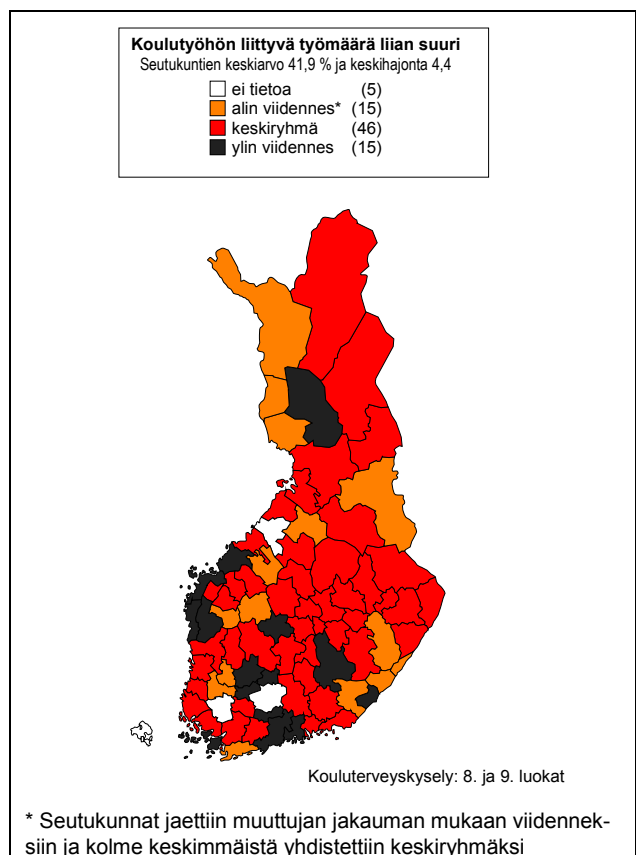 Koulutyöhön liittyvä työmäärä liian suuri
Seutukuntien keskiarvo 41,9 % ja keskihajonta 4,4
ei tietoa (5)
alin viidennes* (15)
keskiryhmä (46)
ylin viidennes (15)
Kouluterveyskysely: 8. ja 9. luokat
* Seutukunnat jaettiin muuttujan jakauman mukaan viidennek-
siin ja kolme keskimmäistä yhdistettiin keskiryhmäksi